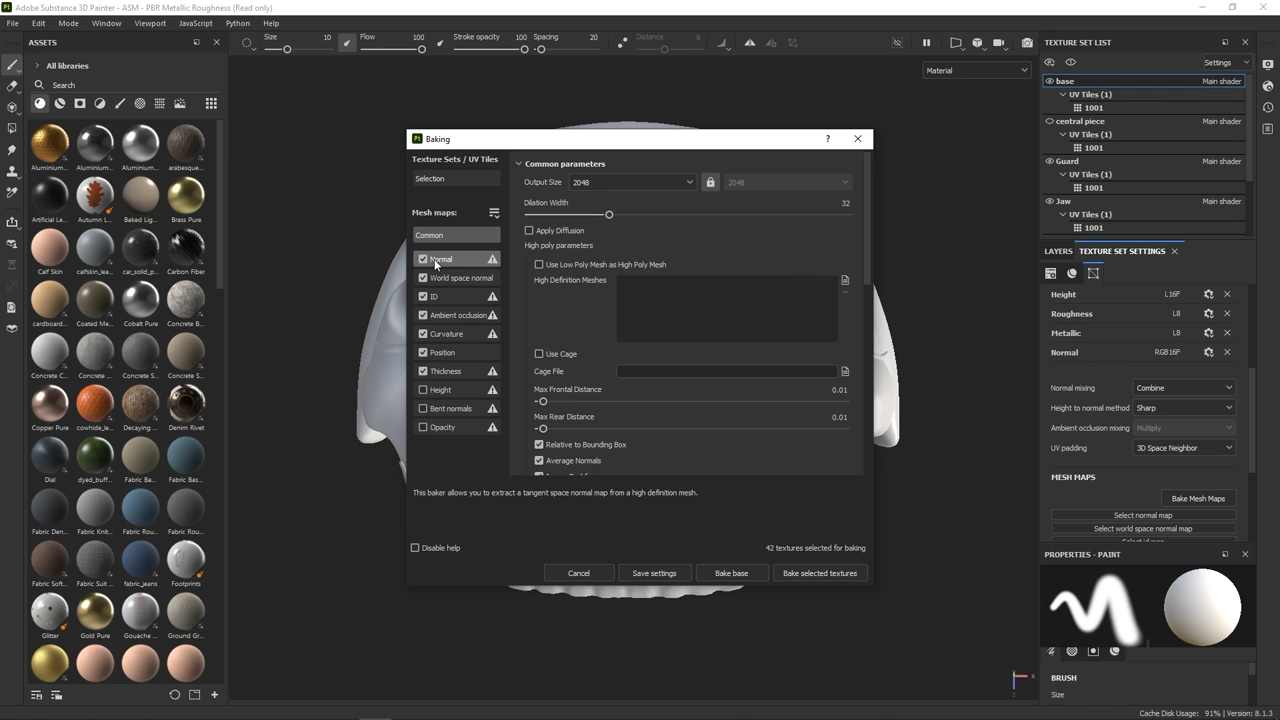 Adobe Substance 3D Painter - ASM - PBR Metallic Roughness (Read only)
File Edit Mode Window Viewport JavaScript Python Help
ASSETS
All libraries
Search
Aluminium... Aluminium... Aluminium... arabesque...
Artificial Le... Autumn L... Baked Lig... Brass Pure
Calf Skin calfskin_lea... car_solid_p... Carbon Fiber
cardboard... Coated Me... Cobalt Pure Concrete B...
Concrete C... Concrete ... Concrete S... Concrete S...
Copper Pure cowhide_le... Decaying ... Denim Rivet
Dial dyed_buff... Fabric Ba... Fabric Bas...
Fabric Den... Fabric Knit... Fabric Rou... Fabric Rou...
Fabric Soft... Fabric Suit ... fabric_jeans Footprints
Glitter Gold Pure Gouache ... Ground Gr...
Size 10 Flow 100 Stroke opacity 100 Spacing 20 Distance 8
Material
Baking ?
Texture Sets / UV Tiles
Selection
Mesh maps:
Common
Normal
World space normal
ID
Ambient occlusion
Curvature
Position
Thickness
Height
Bent normals
Opacity
Common parameters
Output Size 2048 2048
Dilation Width 32
Apply Diffusion
High poly parameters
Use Low Poly Mesh as High Poly Mesh
High Definition Meshes
Use Cage
Cage File
Max Frontal Distance 0.01
Max Rear Distance 0.01
Relative to Bounding Box
Average Normals
This baker allows you to extract a tangent space normal map from a high definition mesh.
Disable help 42 textures selected for baking
Cancel Save settings Bake base Bake selected textures
TEXTURE SET LIST
Settings
base Main shader
UV Tiles (1)
1001
central piece Main shader
UV Tiles (1)
1001
Guard Main shader
UV Tiles (1)
1001
Jaw Main shader
UV Tiles (1)
1001
LAYERS TEXTURE SET SETTINGS
Height L16F
Roughness L8
Metallic L8
Normal RGB16F
Normal mixing Combine
Height to normal method Sharp
Ambient occlusion mixing Multiply
UV padding 3D Space Neighbor
MESH MAPS
Bake Mesh Maps
Select normal map
Select world space normal map
PROPERTIES - PAINT
BRUSH
Size
Cache Disk Usage: 91% | Version: 8.1.3